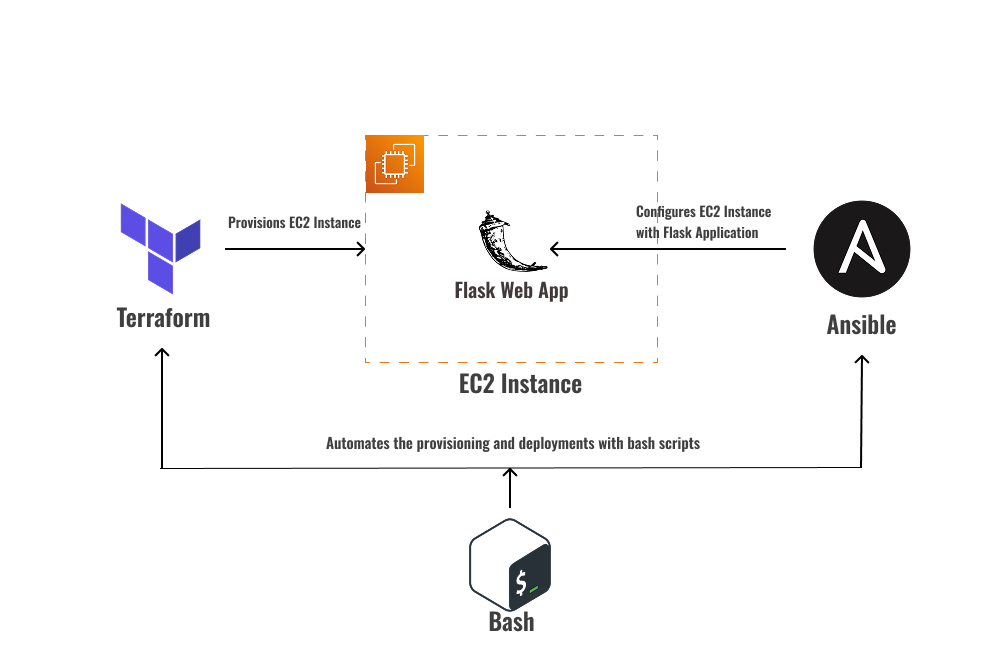 Provisions EC2 Instance
Configures EC2 Instance
with Flask Application
Flask Web App
Terraform
Ansible
EC2 Instance
Automates the provisioning and deployments with bash scripts
$_
Bash